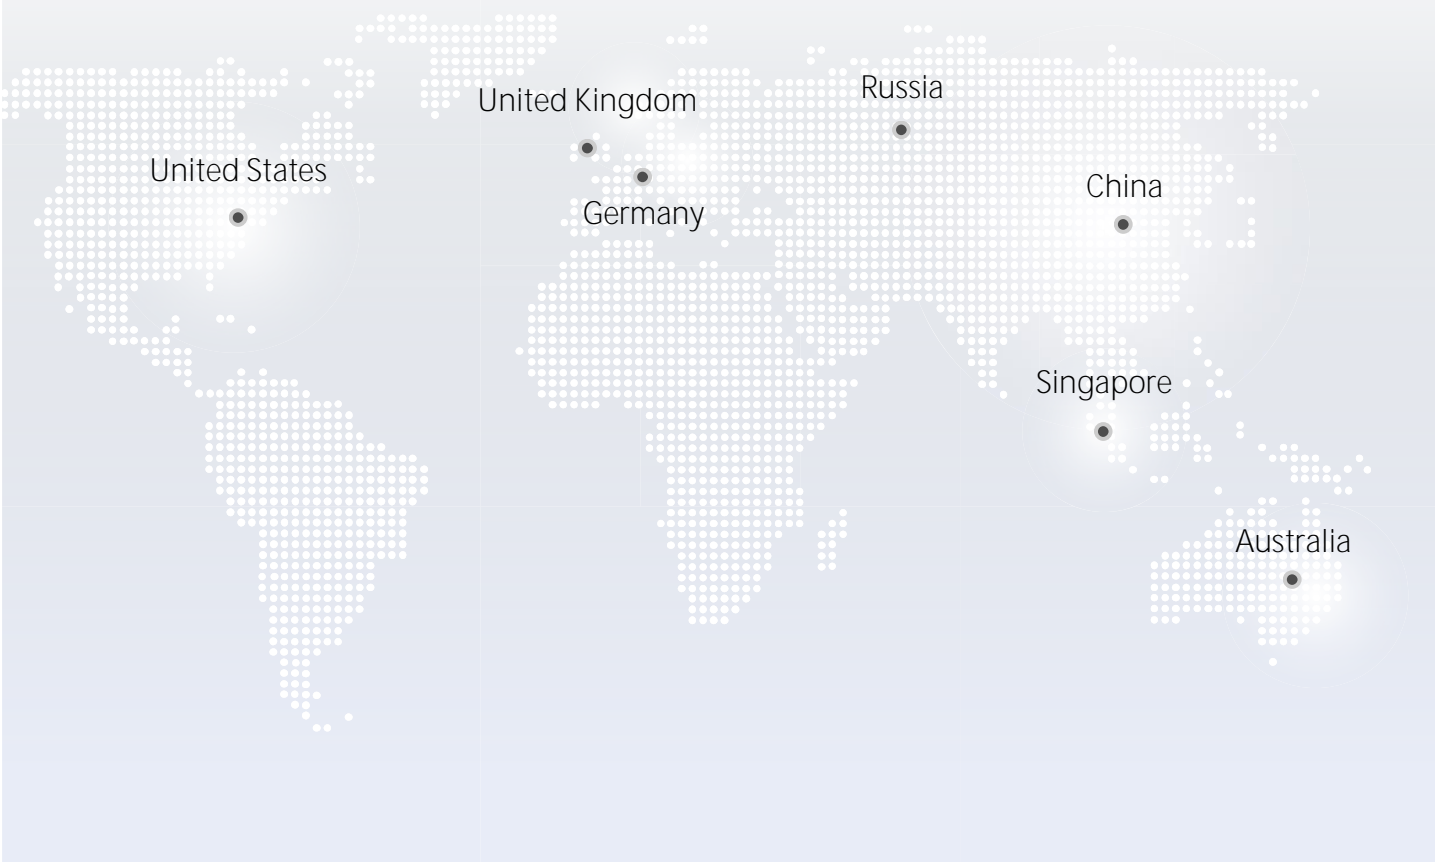 Russia
United Kingdom
United States
China
Germany
Singapore
Australia